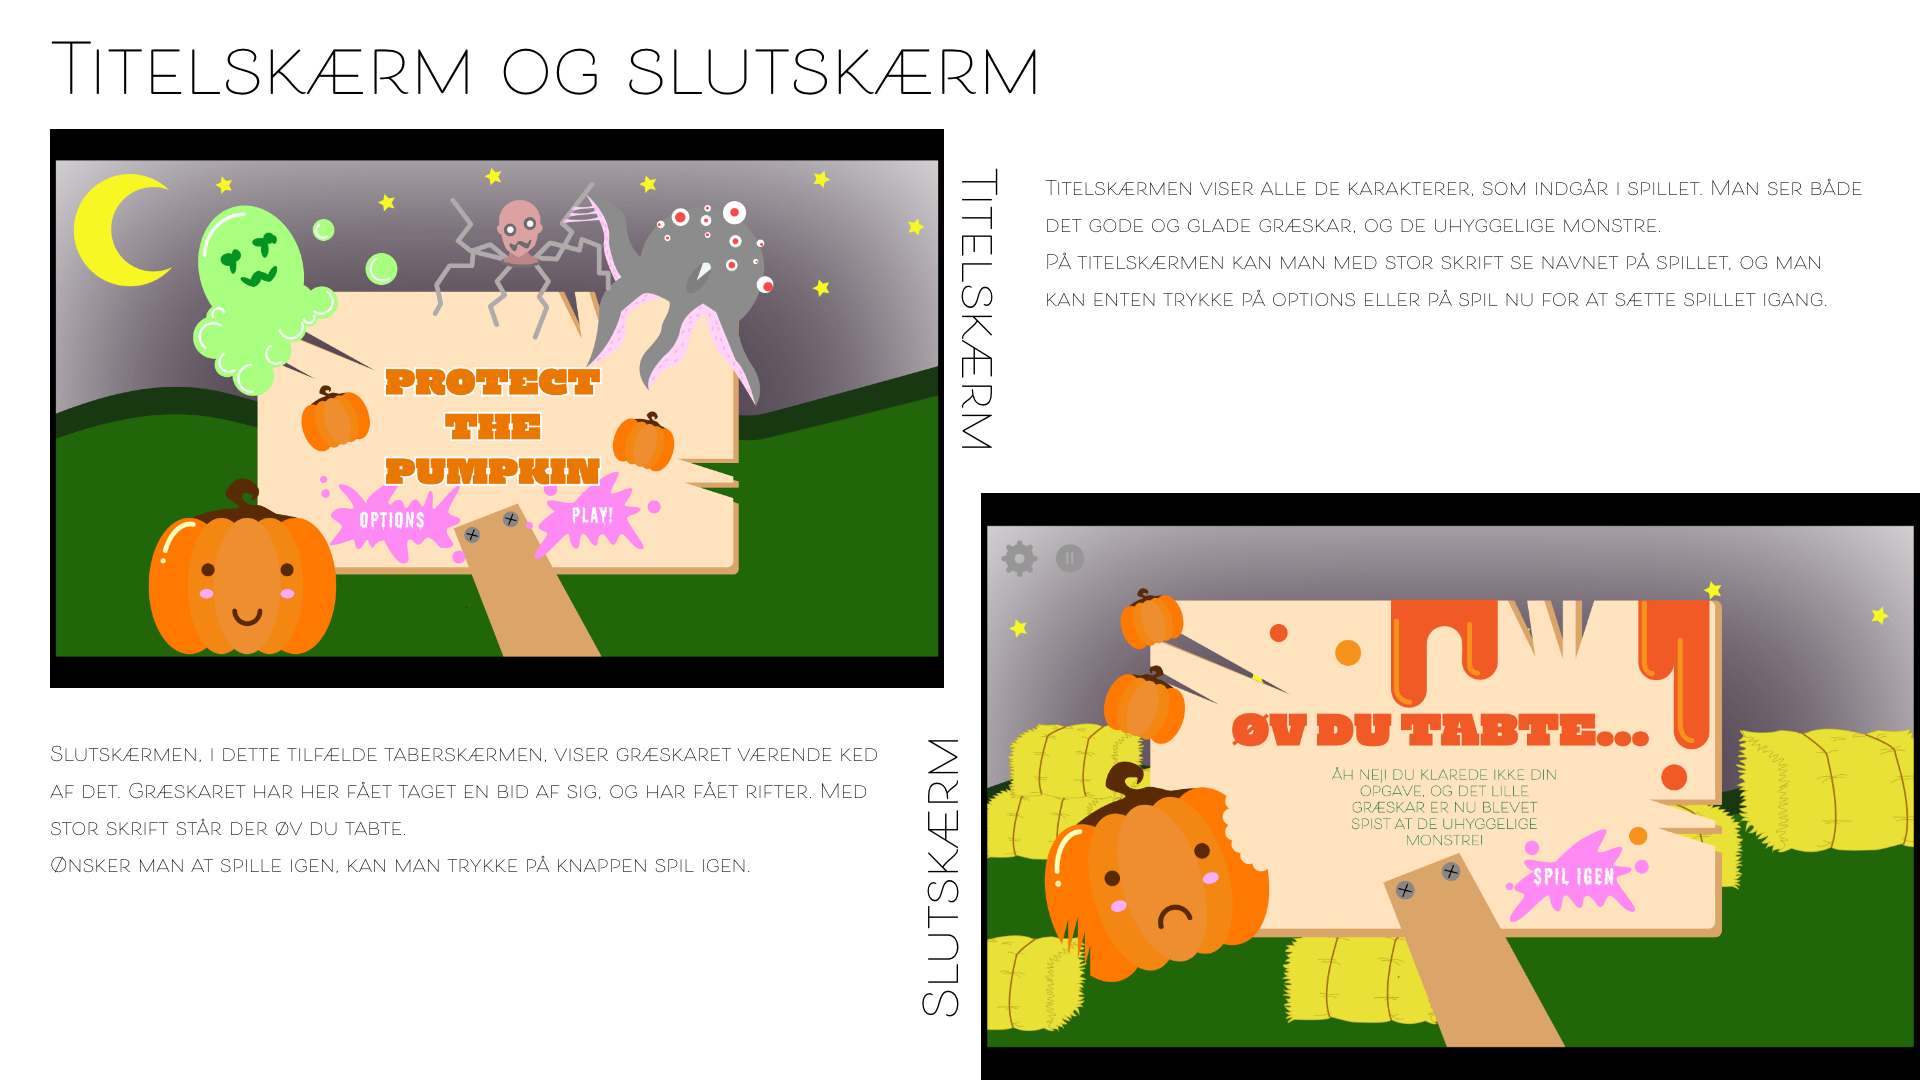 Titelskærm og slutskærm
PROTECT
THE
PUMPKIN
OPTIONS
PLAY!
Titelskærm
Titelskærmen viser alle de karakterer, som indgår i spillet. Man ser både
det gode og glade græskar, og de uhyggelige monstre.
På titelskærmen kan man med stor skrift se navnet på spillet, og man
kan enten trykke på options eller på spil nu for at sætte spillet igang.
Slutskærmen, i dette tilfælde taberskærmen, viser græskaret værende ked
af det. Græskaret har her fået taget en bid af sig, og har fået rifter. Med
stor skrift står der øv du tabte.
Ønsker man at spille igen, kan man trykke på knappen spil igen.
Slutskærm
ØV DU TABTE...
Åh nej! Du klarede ikke din
opgave, og det lille
græskar er nu blevet
spist at de uhyggelige
monstre!
SPIL IGEN